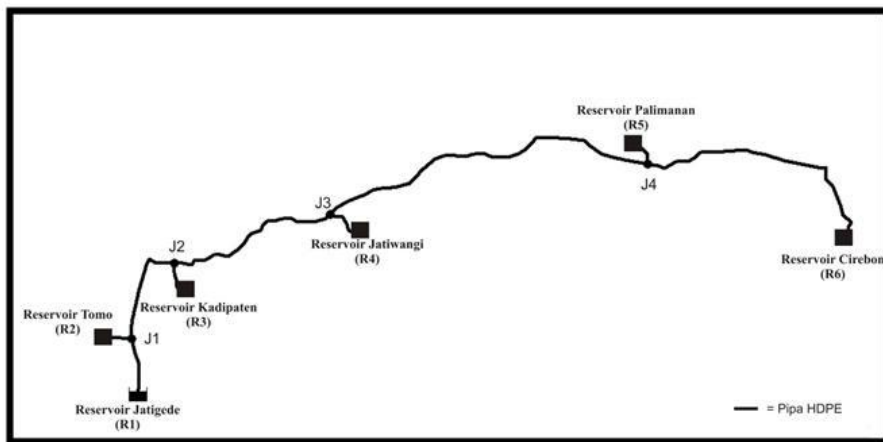 Reservoir Palimanan
(R5)
J4
J3
Reservoir Jatiwangi
(R4)
Reservoir Cirebon
(R6)
J2
Reservoir Kadipaten
(R3)
Reservoir Tomo
(R2)
J1
Reservoir Jatigede
(R1)
= Pipa HDPE